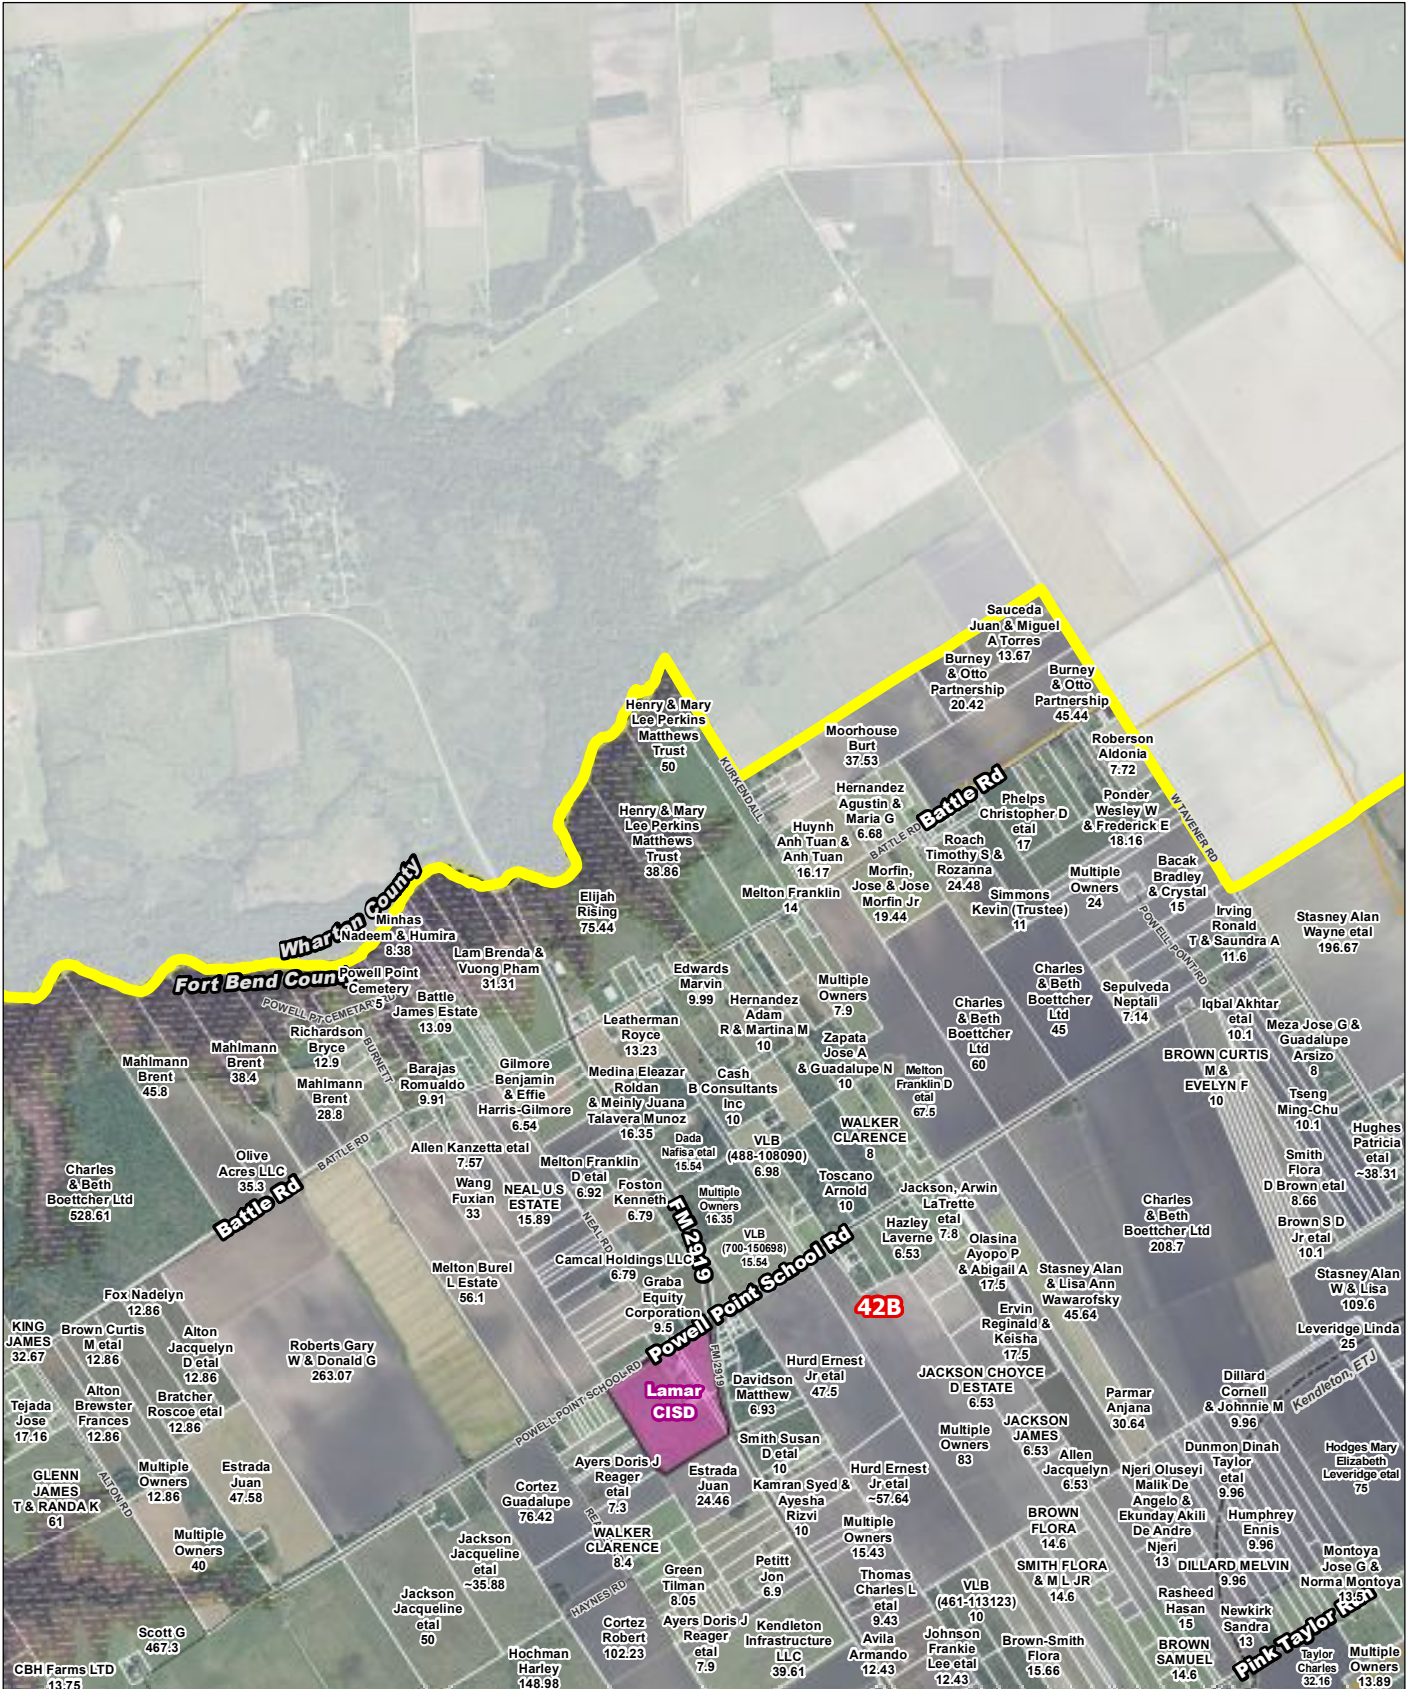 Sauceda
Juan & Miguel
A Torres
13.67
Burney
& Otto
Partnership
20.42
Burney
& Otto
Partnership
45.44
Henry & Mary
Lee Perkins
Matthews
Trust
50
KURKENDALL
Moorhouse
Burt
37.53
Roberson
Aldonia
7.72
W TAVENER RD
Hernandez
Agustin &
Maria G
6.68
Battle Rd
BATTLE RD
Phelps
Christopher D
etal
17
Ponder
Wesley W
& Frederick E
18.16
Henry & Mary
Lee Perkins
Matthews
Trust
38.86
Huynh
Anh Tuan &
Anh Tuan
16.17
Roach
Timothy S &
Rozanna
24.48
Morfin,
Jose & Jose
Morfin Jr
19.44
Melton Franklin
14
Simmons
Kevin (Trustee)
11
Multiple
Owners
24
Bacak
Bradley
& Crystal
15
POWELL POINT RD
Irving
Ronald
T & Saundra A
11.6
Stasney Alan
Wayne etal
196.67
Wharton County
Fort Bend Count
Minhas
Nadeem & Humira
8.38
Elijah
Rising
75.44
Lam Brenda &
Vuong Pham
31.31
Powell Point
Cemetery
5
POWELL PT CEMETARY RD
Battle
James Estate
13.09
Edwards
Marvin
9.99
Hernandez
Adam
R & Martina M
10
Multiple
Owners
7.9
Charles
& Beth
Boettcher
Ltd
60
Charles
& Beth
Boettcher
Ltd
45
Sepulveda
Neptali
7.14
Iqbal Akhtar
etal
10.1
Meza Jose G &
Guadalupe
Arsizo
8
Richardson
Bryce
12.9
BURNETT
Mahlmann
Brent
45.8
Mahlmann
Brent
38.4
Mahlmann
Brent
28.8
Barajas
Romualdo
9.91
Gilmore
Benjamin
& Effie
Harris-Gilmore
6.54
Leatherman
Royce
13.23
Medina Eleazar
Roldan
& Meinly Juana
Talavera Munoz
16.35
Cash
B Consultants
Inc
10
Zapata
Jose A
& Guadalupe N
10
Melton
Franklin D
etal
67.5
BROWN CURTIS
M &
EVELYN F
10
Tseng
Ming-Chu
10.1
Hughes
Patricia
etal
~38.31
BATTLE RD
Olive
Acres LLC
35.3
Battle Rd
Charles
& Beth
Boettcher Ltd
528.61
Allen Kanzetta etal
7.57
Wang
Fuxian
33
NEAL U S
ESTATE
15.89
Melton Franklin
D etal
6.92
Dada
Nafisa etal
15.54
VLB
(488-108090)
6.98
WALKER
CLARENCE
8
Toscano
Arnold
10
Foston
Kenneth
6.79
NEAL RD
Multiple
Owners
16.35
FM 2919
VLB
(700-150698)
15.54
Jackson, Arwin
LaTrette
etal
7.8
Hazley
Laverne
6.53
Charles
& Beth
Boettcher Ltd
208.7
Smith
Flora
D Brown etal
8.66
Brown S D
Jr etal
10.1
Olasina
Ayopo P
& Abigail A
17.5
Stasney Alan
& Lisa Ann
Wawarofsky
45.64
Stasney Alan
W & Lisa
109.6
Melton Burel
L Estate
56.1
Camcal Holdings LLC
6.79
Graba
Equity
Corporation
9.5
Powell Point School Rd
42B
Ervin
Reginald &
Keisha
17.5
Leveridge Linda
25
Kendleton, ETJ
Fox Nadelyn
12.86
KING
JAMES
32.67
Brown Curtis
M etal
12.86
Alton
Jacquelyn
D etal
12.86
Roberts Gary
W & Donald G
263.07
POWELL POINT SCHOOL RD
Lamar
CISD
FM 2919
Davidson
Matthew
6.93
Hurd Ernest
Jr etal
47.5
JACKSON CHOYCE
D ESTATE
6.53
Dillard
Cornell
& Johnnie M
9.96
Alton
Brewster
Frances
12.86
Bratcher
Roscoe etal
12.86
Tejada
Jose
17.16
Parmar
Anjana
30.64
JACKSON
JAMES
6.53
Multiple
Owners
83
Smith Susan
D etal
10
Ayers Doris J
Reager
etal
7.3
Estrada
Juan
24.46
Kamran Syed &
Ayesha
Rizvi
10
Hurd Ernest
Jr etal
~57.64
Allen
Jacquelyn
6.53
Dunmon Dinah
Taylor
etal
9.96
Hodges Mary
Elizabeth
Leveridge etal
75
GLENN
JAMES
T & RANDA K
61
ALTON RD
Multiple
Owners
12.86
Estrada
Juan
47.58
Cortez
Guadalupe
76.42
Njeri Oluseyi
Malik De
Angelo &
Ekunday Akili
De Andre
Njeri
13
Humphrey
Ennis
9.96
Multiple
Owners
40
Jackson
Jacqueline
etal
~35.88
WALKER
CLARENCE
8.4
Multiple
Owners
15.43
BROWN
FLORA
14.6
Green
Tilman
8.05
Petitt
Jon
6.9
Thomas
Charles L
etal
9.43
SMITH FLORA
& M L JR
14.6
DILLARD MELVIN
9.96
Montoya
Jose G &
Norma Montoya
13.51
HAYNES RD
Jackson
Jacqueline
etal
50
VLB
(461-113123)
10
Rasheed
Hasan
15
Newkirk
Sandra
13
Pink Taylor Run
Scott G
467.3
Cortez
Robert
102.23
Ayers Doris J
Reager
etal
7.9
Kendleton
Infrastructure
LLC
39.61
Avila
Armando
12.43
Johnson
Frankie
Lee etal
12.43
Brown-Smith
Flora
15.66
BROWN
SAMUEL
14.6
Taylor
Charles
32.16
Multiple
Owners
13.89
CBH Farms LTD
13.75
Hochman
Harley
148.98